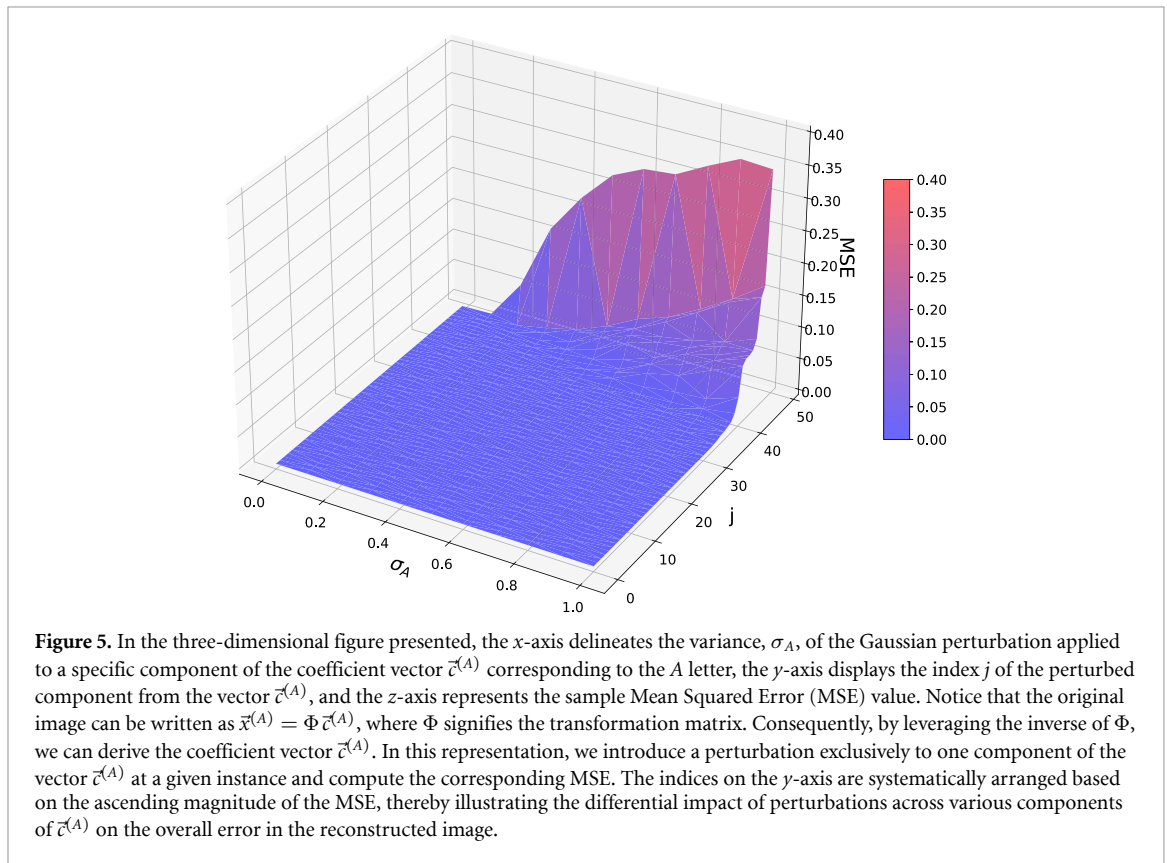 0.40
0.35
0.30
0.25
0.20
0.15
0.10
0.05
0.00
MSE
0.40
0.35
0.30
0.25
0.20
0.15
0.10
0.05
0.00
50
40
30
20
10
0
j
0.0
0.2
0.4
0.6
0.8
1.0
σ_A
Figure 5. In the three-dimensional figure presented, the x-axis delineates the variance, σ_A, of the Gaussian perturbation applied
to a specific component of the coefficient vector c⃗^(A) corresponding to the A letter, the y-axis displays the index j of the perturbed
component from the vector c⃗^(A), and the z-axis represents the sample Mean Squared Error (MSE) value. Notice that the original
image can be written as x⃗^(A) = Φ c⃗^(A), where Φ signifies the transformation matrix. Consequently, by leveraging the inverse of Φ,
we can derive the coefficient vector c⃗^(A). In this representation, we introduce a perturbation exclusively to one component of the
vector c⃗^(A) at a given instance and compute the corresponding MSE. The indices on the y-axis are systematically arranged based
on the ascending magnitude of the MSE, thereby illustrating the differential impact of perturbations across various components
of c⃗^(A) on the overall error in the reconstructed image.